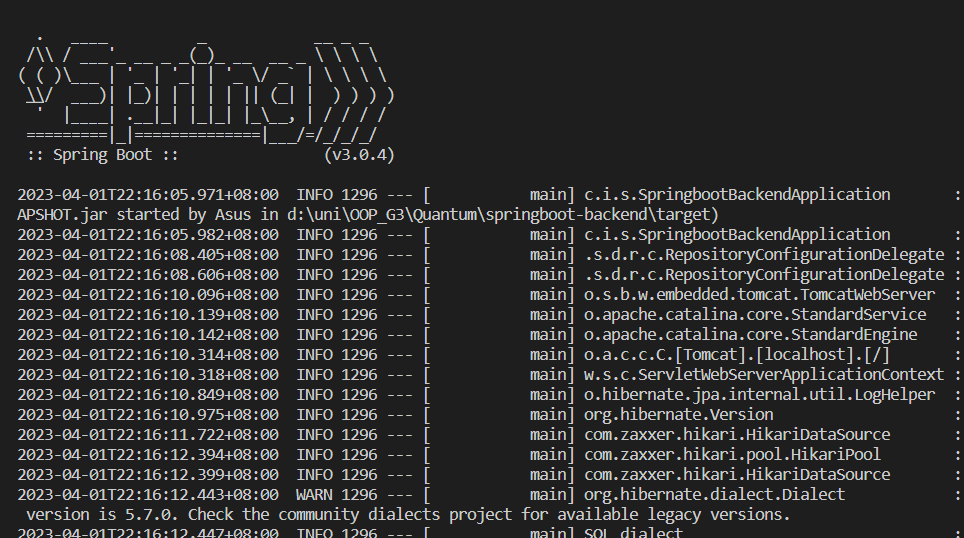 .   ____          _            __ _ _
 /\\ / ___'_ __ _ _(_)_ __  __ _ \ \ \ \
( ( )\___ | '_ | '_| | '_ \/ _` | \ \ \ \
 \\/  ___)| |_)| | | | | || (_| |  ) ) ) )
  '  |____| .__|_| |_|_| |_\__, | / / / /
 =========|_|==============|___/=/_/_/_/
 :: Spring Boot ::                (v3.0.4)
2023-04-01T22:16:05.971+08:00  INFO 1296 --- [           main] c.i.s.SpringbootBackendApplication       :
APSHOT.jar started by Asus in d:\uni\OOP_G3\Quantum\springboot-backend\target)
2023-04-01T22:16:05.982+08:00  INFO 1296 --- [           main] c.i.s.SpringbootBackendApplication       :
2023-04-01T22:16:08.405+08:00  INFO 1296 --- [           main] .s.d.r.c.RepositoryConfigurationDelegate :
2023-04-01T22:16:08.606+08:00  INFO 1296 --- [           main] .s.d.r.c.RepositoryConfigurationDelegate :
2023-04-01T22:16:10.096+08:00  INFO 1296 --- [           main] o.s.b.w.embedded.tomcat.TomcatWebServer  :
2023-04-01T22:16:10.139+08:00  INFO 1296 --- [           main] o.apache.catalina.core.StandardService   :
2023-04-01T22:16:10.142+08:00  INFO 1296 --- [           main] o.apache.catalina.core.StandardEngine    :
2023-04-01T22:16:10.314+08:00  INFO 1296 --- [           main] o.a.c.c.C.[Tomcat].[localhost].[/]       :
2023-04-01T22:16:10.318+08:00  INFO 1296 --- [           main] w.s.c.ServletWebServerApplicationContext :
2023-04-01T22:16:10.849+08:00  INFO 1296 --- [           main] o.hibernate.jpa.internal.util.LogHelper  :
2023-04-01T22:16:10.975+08:00  INFO 1296 --- [           main] org.hibernate.Version                    :
2023-04-01T22:16:11.722+08:00  INFO 1296 --- [           main] com.zaxxer.hikari.HikariDataSource       :
2023-04-01T22:16:12.394+08:00  INFO 1296 --- [           main] com.zaxxer.hikari.pool.HikariPool        :
2023-04-01T22:16:12.399+08:00  INFO 1296 --- [           main] com.zaxxer.hikari.HikariDataSource       :
2023-04-01T22:16:12.443+08:00  WARN 1296 --- [           main] org.hibernate.dialect.Dialect            :
 version is 5.7.0. Check the community dialects project for available legacy versions.
2023-04-01T22:16:12.447+08:00  INFO 1296 --- [           main] SQL dialect                              :